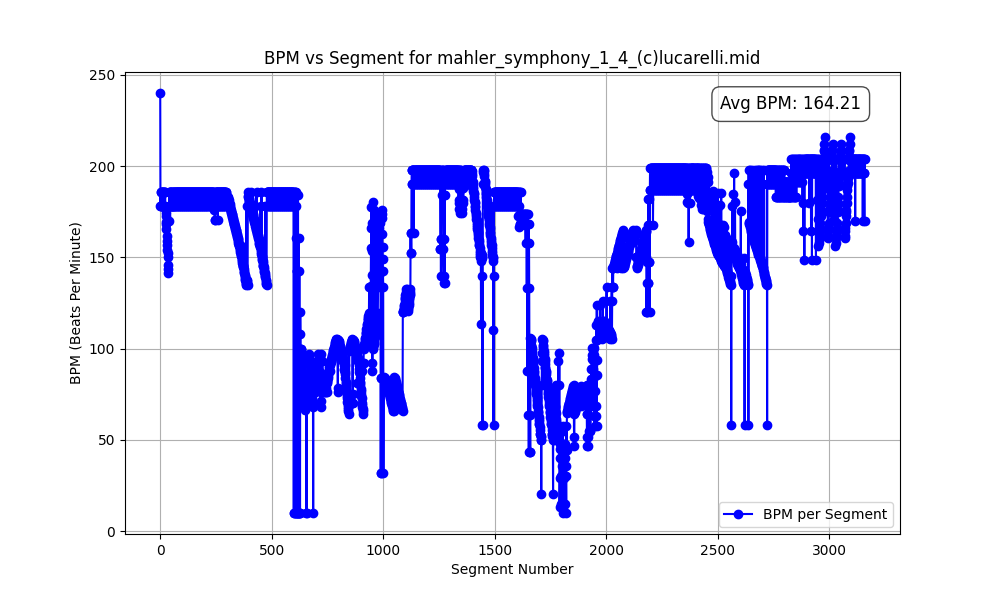 BPM vs Segment for mahler_symphony_1_4_(c)lucarelli.mid
Avg BPM: 164.21
BPM (Beats Per Minute)
250
200
150
100
50
0
BPM per Segment
0 500 1000 1500 2000 2500 3000
Segment Number